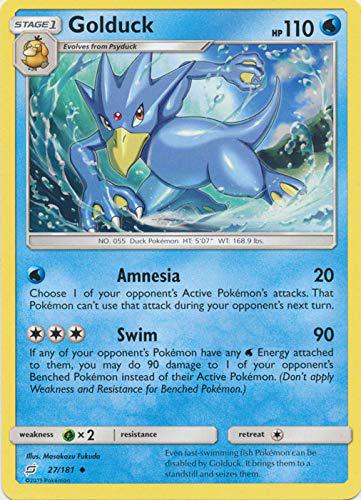 STAGE 1
Golduck
HP 110
Evolves from Psyduck
NO. 055 Duck Pokémon HT: 5'07" WT: 168.9 lbs.
Amnesia 20
Choose 1 of your opponent's Active Pokémon's attacks. That
Pokémon can't use that attack during your opponent's next turn.
Swim 90
If any of your opponent's Pokémon have any Energy attached
to them, you may do 90 damage to 1 of your opponent's
Benched Pokémon instead of their Active Pokémon. (Don't apply
Weakness and Resistance for Benched Pokémon.)
weakness ×2 resistance retreat
Illus. Masakazu Fukuda
27/181
©2019 Pokémon
Even fast-swimming fish Pokémon can be
disabled by Golduck. It brings them to a
standstill and seizes them.